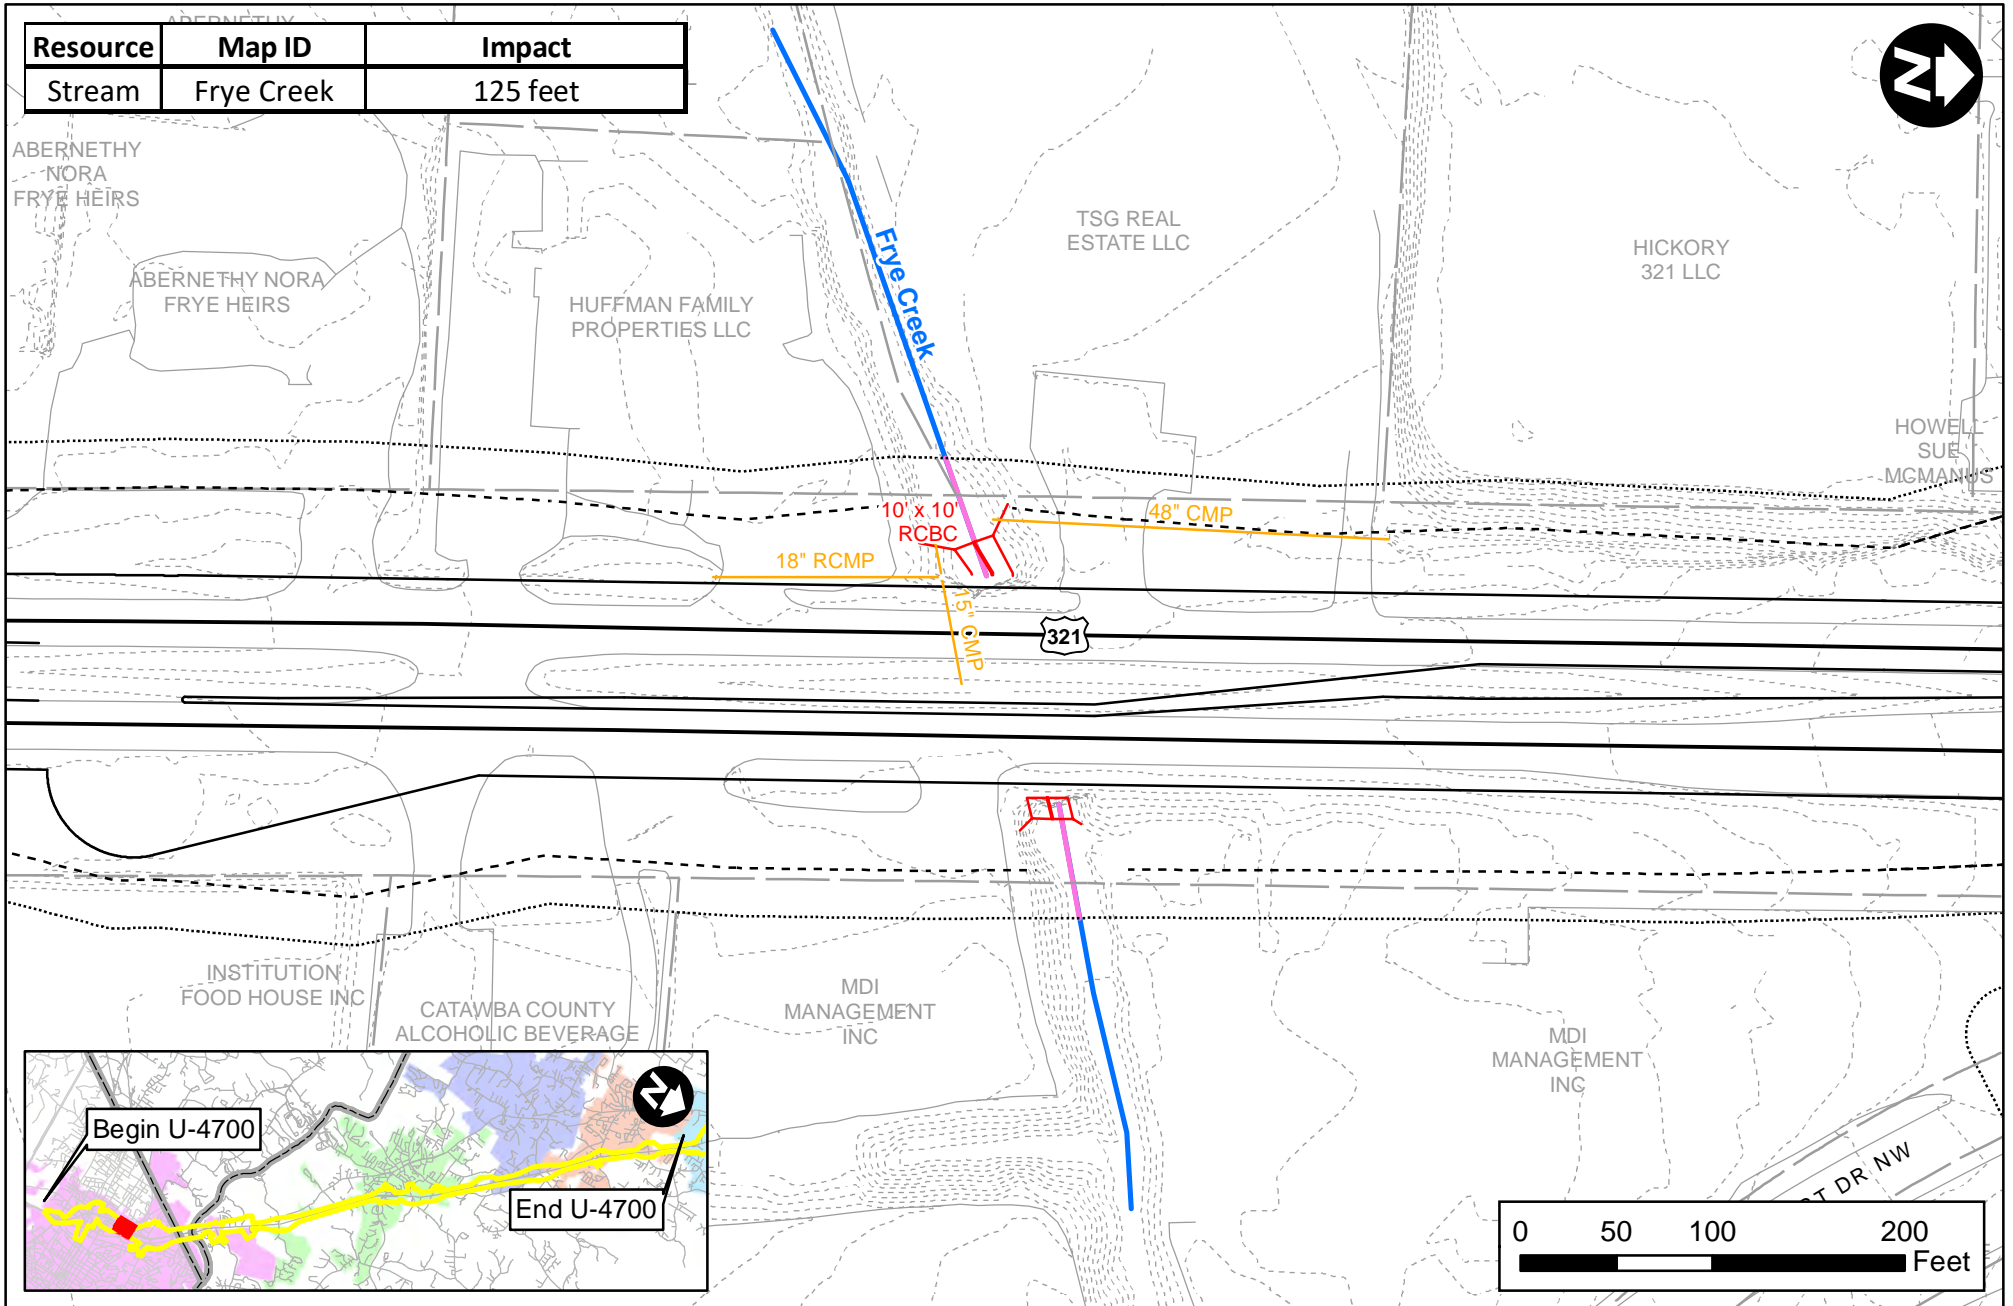 ABERNETHY
Resource Map ID Impact
Stream Frye Creek 125 feet
N
ABERNETHY
NORA
FRYE HEIRS
ABERNETHY NORA
FRYE HEIRS
HUFFMAN FAMILY
PROPERTIES LLC
Frye Creek
TSG REAL
ESTATE LLC
HICKORY
321 LLC
HOWELL
SUE
MCMANUS
10' x 10'
RCBC
48" CMP
18" RCMP
15" CMP
321
INSTITUTION
FOOD HOUSE INC
CATAWBA COUNTY
ALCOHOLIC BEVERAGE
MDI
MANAGEMENT
INC
MDI
MANAGEMENT
INC
DR NW
N
Begin U-4700
End U-4700
0 50 100 200
Feet